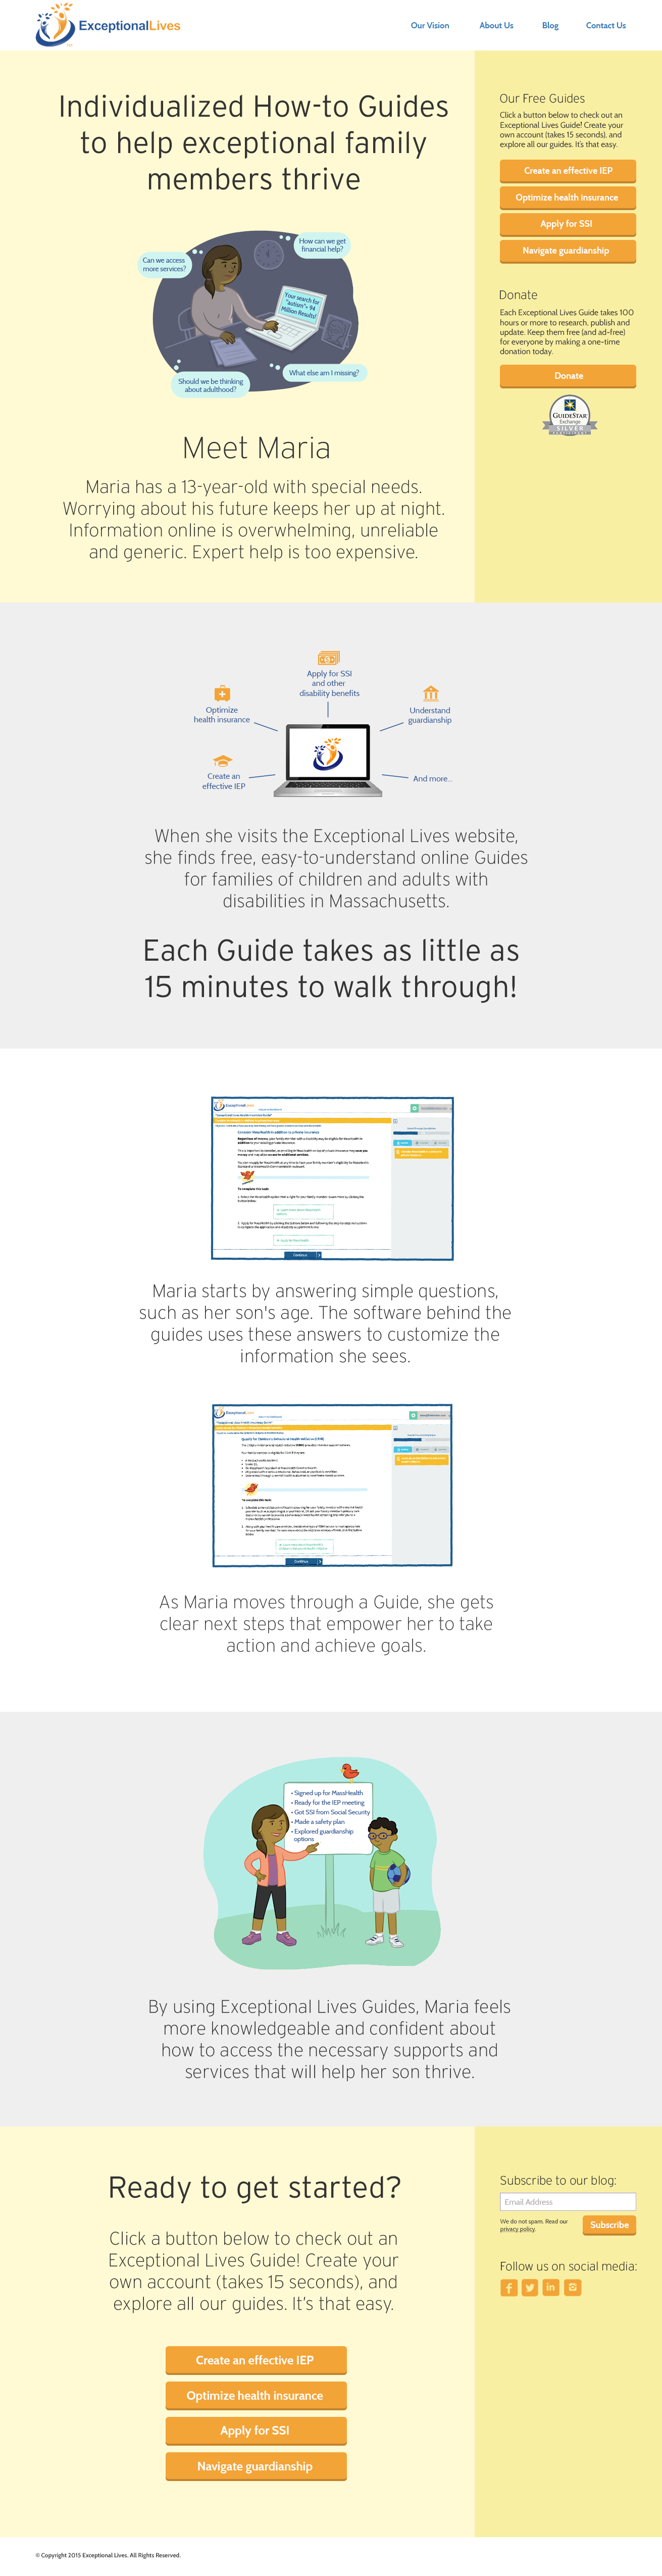 ExceptionalLives
Our Vision
About Us
Blog
Contact Us
Individualized How-to Guides
to help exceptional family
members thrive
How can we get
financial help?
Can we access
more services?
Your search for
"autism"= 94
Million Results!
What else am I missing?
Should we be thinking
about adulthood?
Meet Maria
Maria has a 13-year-old with special needs.
Worrying about his future keeps her up at night.
Information online is overwhelming, unreliable
and generic. Expert help is too expensive.
Our Free Guides
Click a button below to check out an
Exceptional Lives Guide! Create your
own account (takes 15 seconds), and
explore all our guides. It's that easy.
Create an effective IEP
Optimize health insurance
Apply for SSI
Navigate guardianship
Donate
Each Exceptional Lives Guide takes 100
hours or more to research, publish and
update. Keep them free (and ad-free)
for everyone by making a one-time
donation today.
Donate
GUIDESTAR
Exchange
SILVER
Apply for SSI
and other
disability benefits
Optimize
health insurance
Understand
guardianship
Create an
effective IEP
And more...
When she visits the Exceptional Lives website,
she finds free, easy-to-understand online Guides
for families of children and adults with
disabilities in Massachusetts.
Each Guide takes as little as
15 minutes to walk through!
ExceptionalLives
To complete this task:
Continue
Maria starts by answering simple questions,
such as her son's age. The software behind the
guides uses these answers to customize the
information she sees.
ExceptionalLives
To complete this task:
Continue
As Maria moves through a Guide, she gets
clear next steps that empower her to take
action and achieve goals.
• Signed up for MassHealth
• Ready for the IEP meeting
• Got SSI from Social Security
• Made a safety plan
• Explored guardianship
options
By using Exceptional Lives Guides, Maria feels
more knowledgeable and confident about
how to access the necessary supports and
services that will help her son thrive.
Ready to get started?
Click a button below to check out an
Exceptional Lives Guide! Create your
own account (takes 15 seconds), and
explore all our guides. It's that easy.
Create an effective IEP
Optimize health insurance
Apply for SSI
Navigate guardianship
Subscribe to our blog:
Email Address
We do not spam. Read our
privacy policy.
Subscribe
Follow us on social media:
© Copyright 2015 Exceptional Lives. All Rights Reserved.